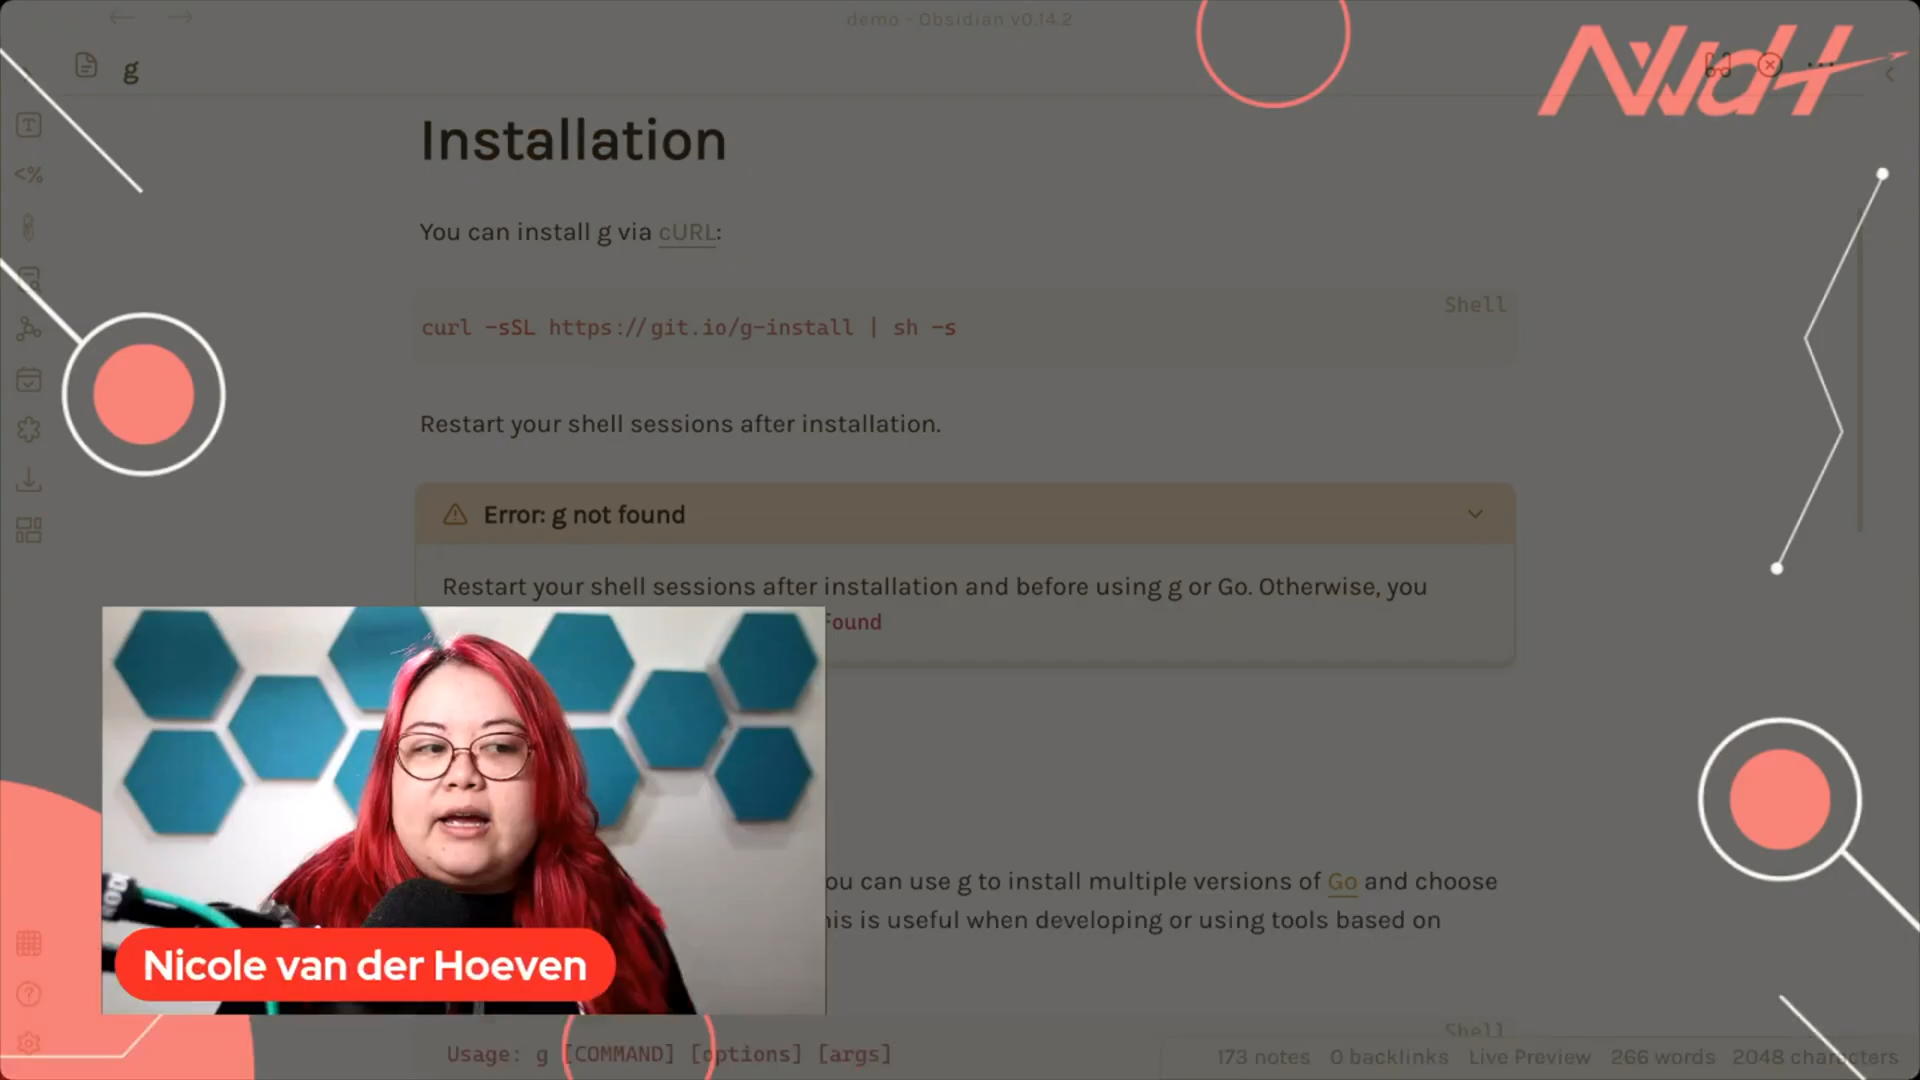 demo - Obsidian v0.14.2
g
NvdH
Installation
You can install g via cURL:
Shell
curl -sSL https://git.io/g-install | sh -s
Restart your shell sessions after installation.
Error: g not found
Restart your shell sessions after installation and before using g or Go. Otherwise, you
found
ou can use g to install multiple versions of Go and choose
his is useful when developing or using tools based on
Nicole van der Hoeven
Shell
Usage: g [COMMAND] [options] [args]
173 notes 0 backlinks Live Preview 266 words 2048 characters